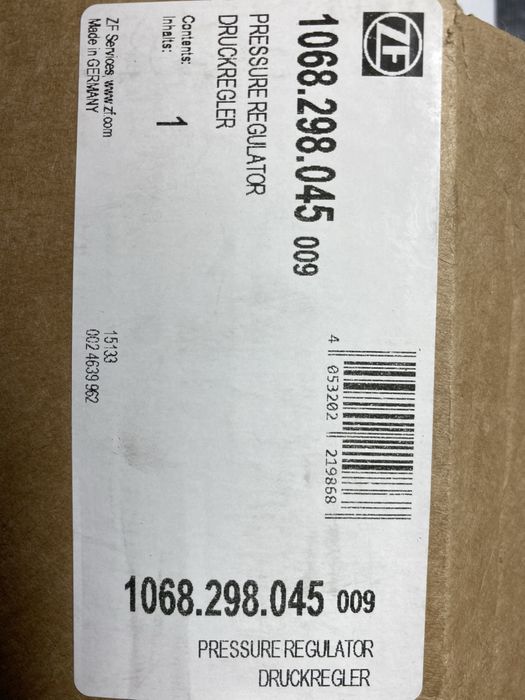 ZF
1068.298.045 009
PRESSURE REGULATOR
DRUCKREGLER
Contents:
Inhalts:
1
ZF Services www.zf.com
Made in GERMANY
15133
002 4639 962
4 053202 219868
1068.298.045 009
PRESSURE REGULATOR
DRUCKREGLER